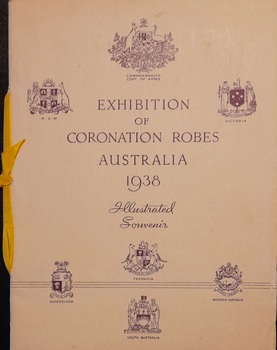 COMMONWEALTH
COAT OF ARMS
N·S·W
VICTORIA
EXHIBITION
OF
CORONATION ROBES
AUSTRALIA
1938
Illustrated
Souvenir
TASMANIA
QUEENSLAND
WESTERN AUSTRALIA
SOUTH AUSTRALIA